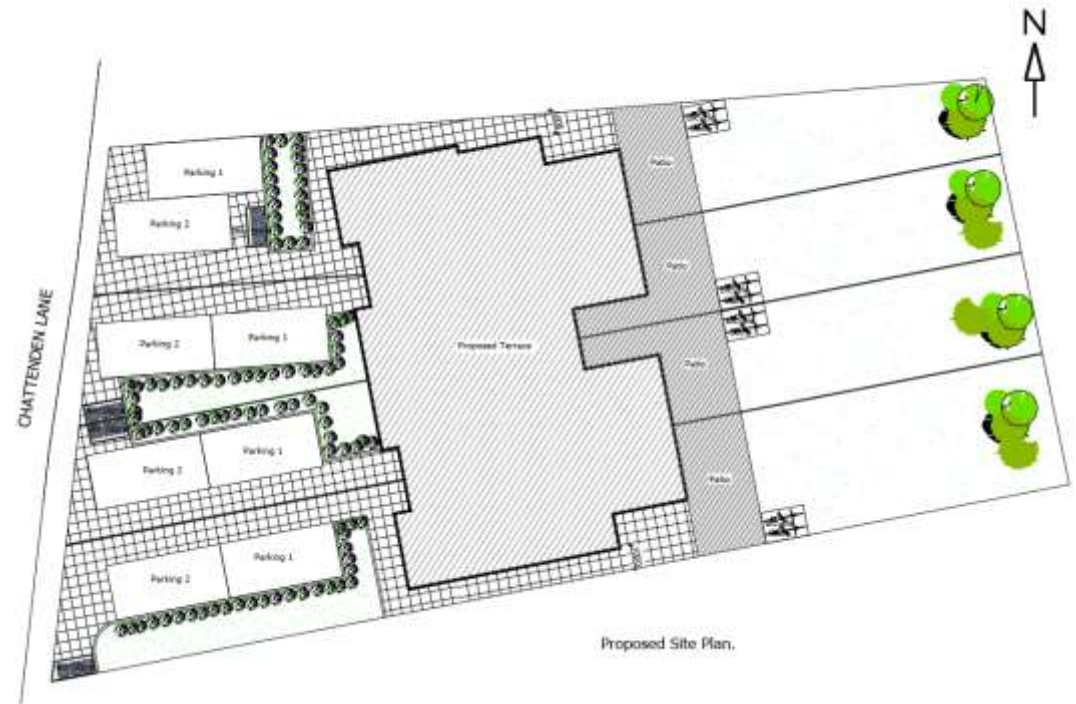 N
Parking 1
Patio
Parking 2
Patio
CHATTENDEN LANE
Parking 2
Parking 1
Proposed Terrace
Patio
Parking 2
Parking 1
Patio
Parking 2
Parking 1
Proposed Site Plan.